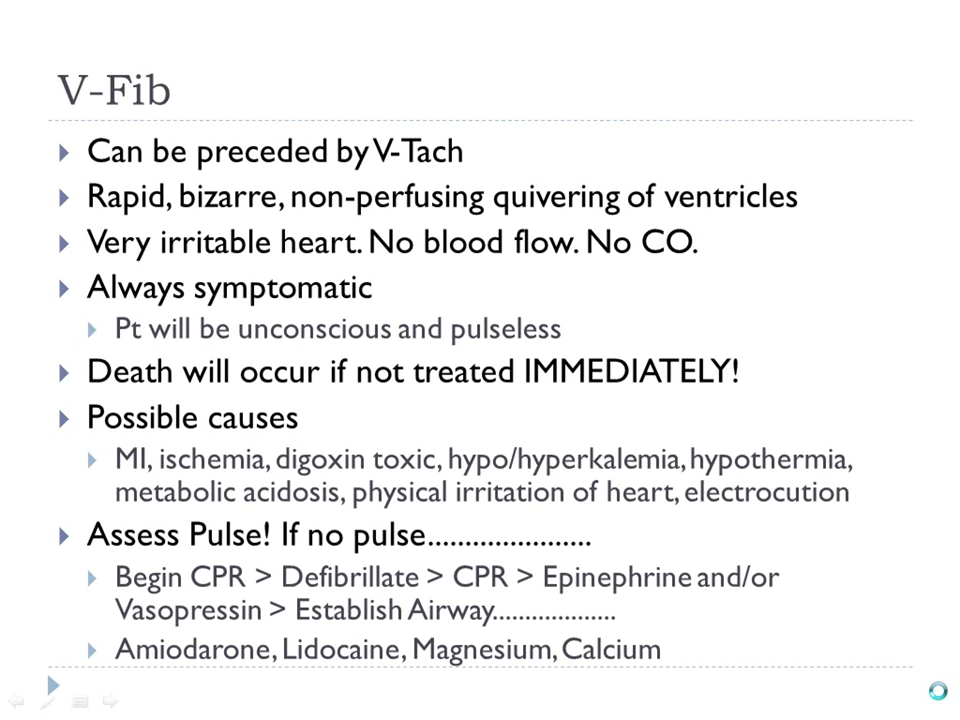 V-Fib
Can be preceded by V-Tach
Rapid, bizarre, non-perfusing quivering of ventricles
Very irritable heart. No blood flow. No CO.
Always symptomatic
Pt will be unconscious and pulseless
Death will occur if not treated IMMEDIATELY!
Possible causes
MI, ischemia, digoxin toxic, hypo/hyperkalemia, hypothermia,
metabolic acidosis, physical irritation of heart, electrocution
Assess Pulse! If no pulse......................
Begin CPR > Defibrillate > CPR > Epinephrine and/or
Vasopressin > Establish Airway...................
Amiodarone, Lidocaine, Magnesium, Calcium